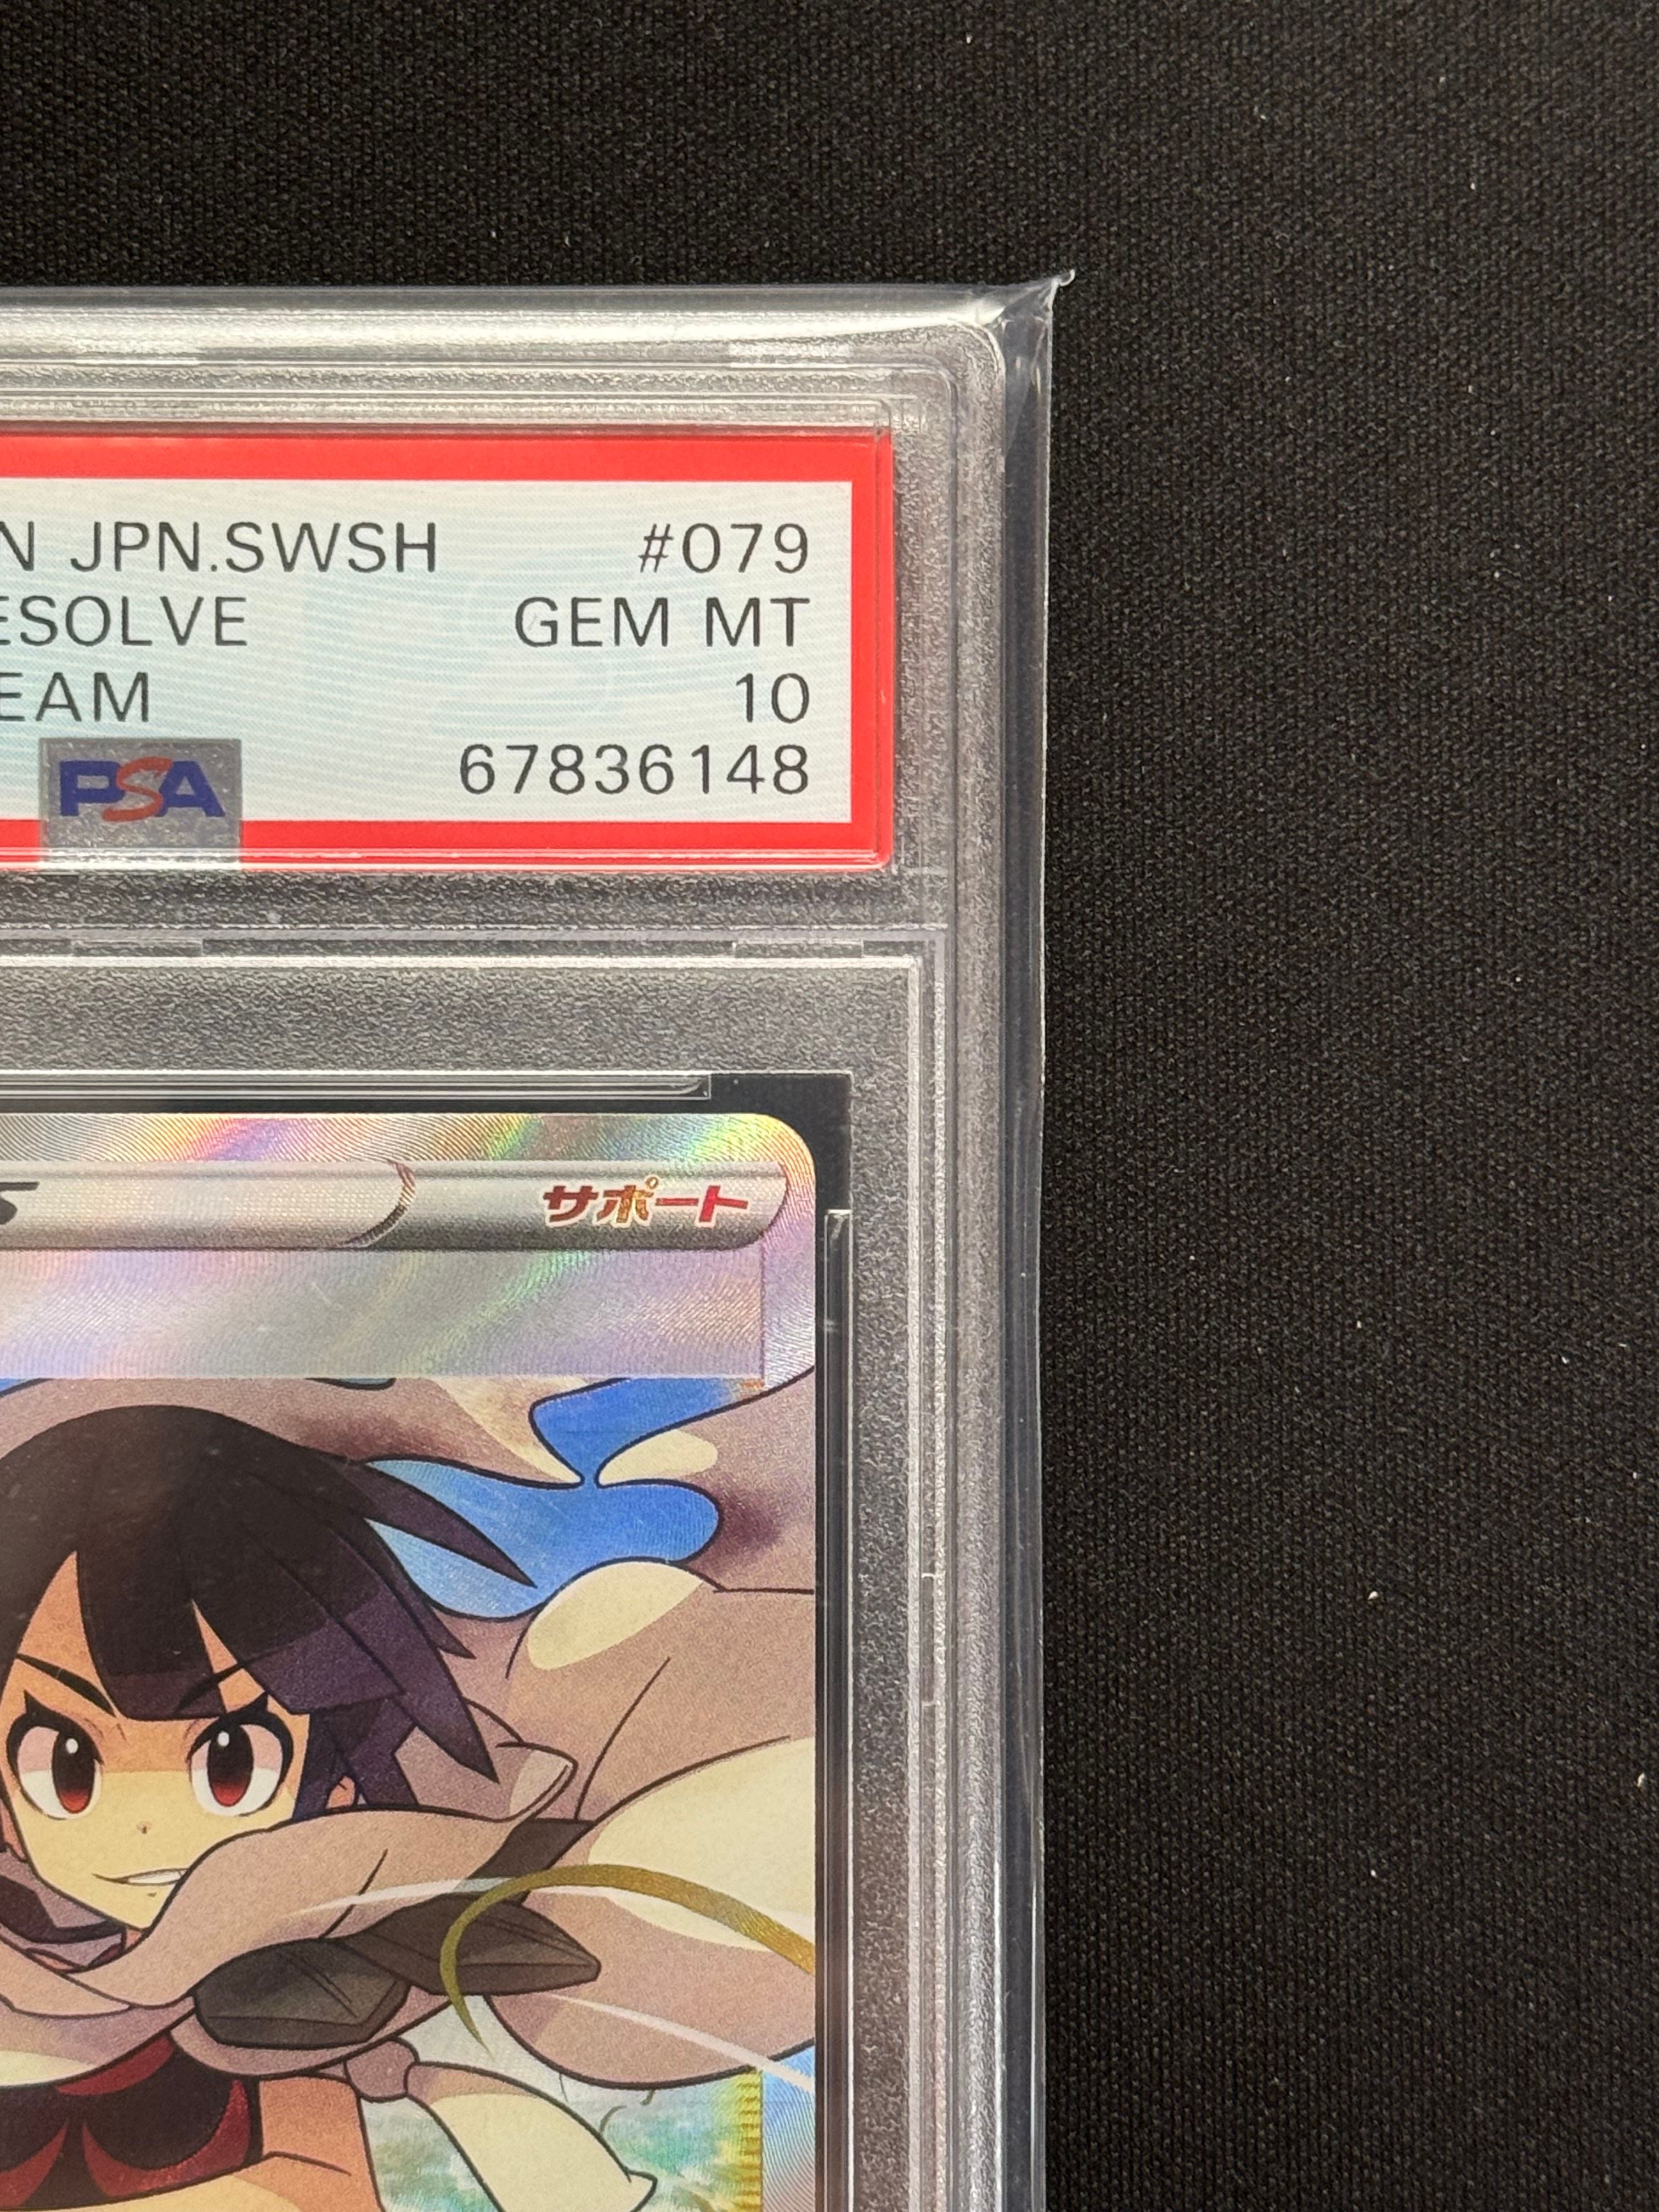 N JPN.SWSH #079
ESOLVE GEM MT
EAM 10
PSA 67836148
サポート